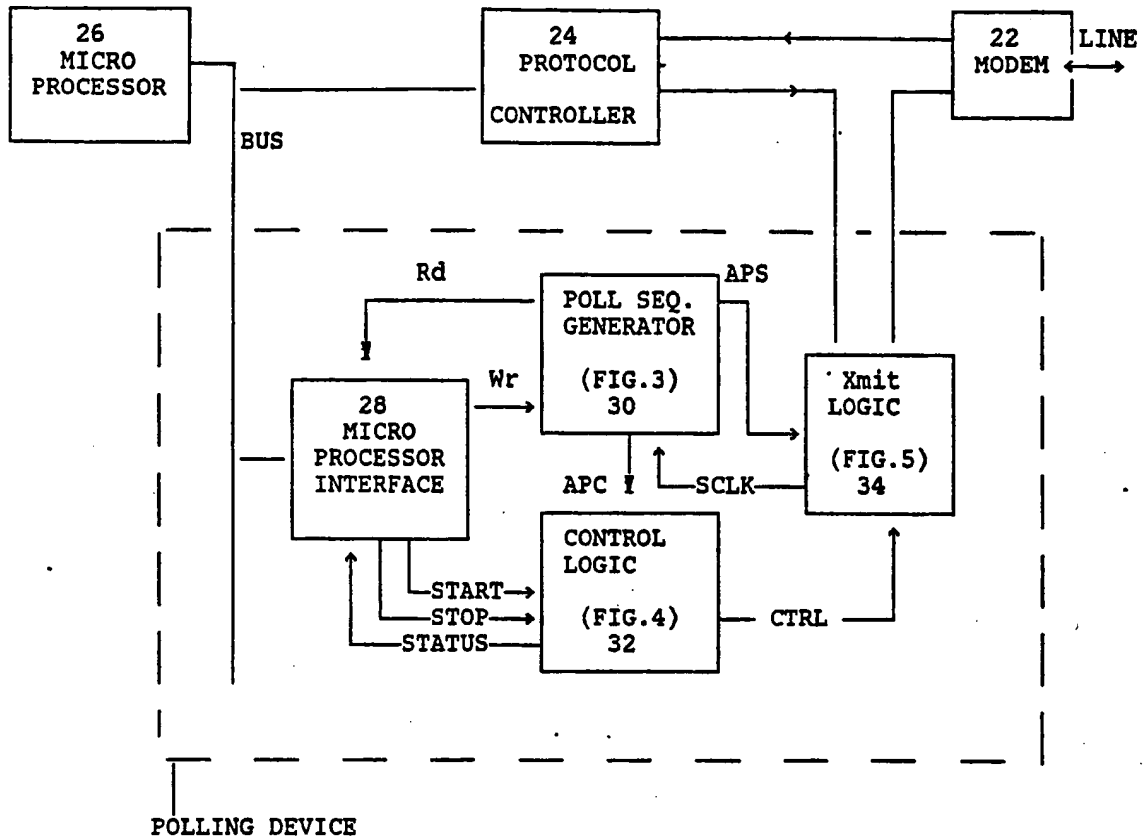 26
MICRO
PROCESSOR
24
PROTOCOL
CONTROLLER
22
MODEM
LINE
BUS
Rd
POLL SEQ.
GENERATOR
(FIG.3)
30
APS
Wr
28
MICRO
PROCESSOR
INTERFACE
Xmit
LOGIC
(FIG.5)
34
APC
SCLK
CONTROL
LOGIC
(FIG.4)
32
START
STOP
STATUS
CTRL
POLLING DEVICE